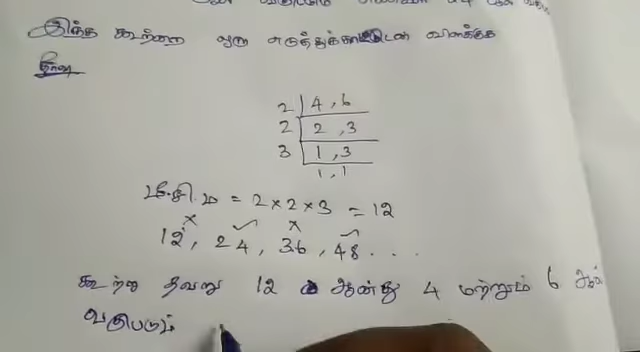 இந்த கூற்றை ஒரு எடுத்துக்காட்டுடன் விளக்குக
தீர்வு
2 | 4, 6
2 | 2, 3
3 | 1, 3
1, 1
மீ.சி.ம = 2 × 2 × 3 = 12
× ✓ × ✓
12, 24, 36, 48 . . .
கூற்று தவறு 12 ஆனது 4 மற்றும் 6 ஆல்
வகுபடும்